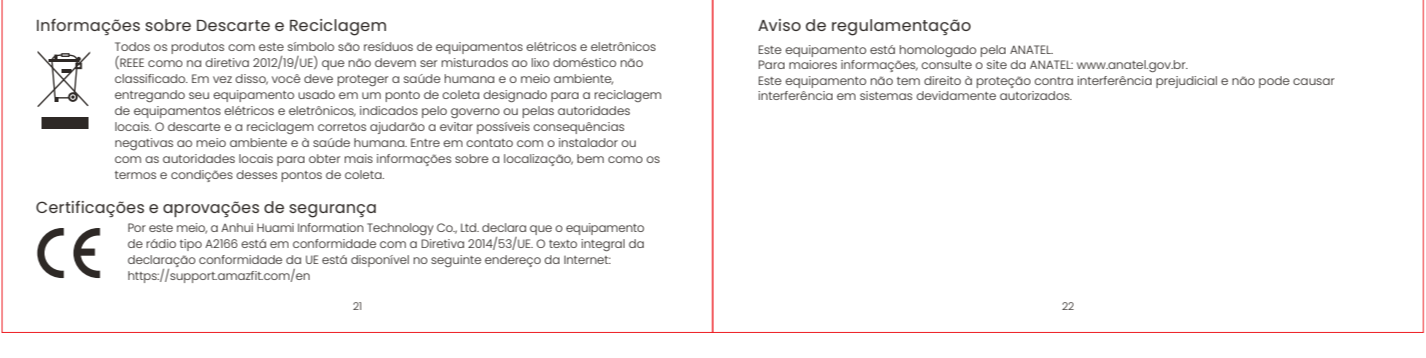 Informações sobre Descarte e Reciclagem
Todos os produtos com este símbolo são resíduos de equipamentos elétricos e eletrônicos
(REEE como na diretiva 2012/19/UE) que não devem ser misturados ao lixo doméstico não
classificado. Em vez disso, você deve proteger a saúde humana e o meio ambiente,
entregando seu equipamento usado em um ponto de coleta designado para a reciclagem
de equipamentos elétricos e eletrônicos, indicados pelo governo ou pelas autoridades
locais. O descarte e a reciclagem corretos ajudarão a evitar possíveis consequências
negativas ao meio ambiente e à saúde humana. Entre em contato com o instalador ou
com as autoridades locais para obter mais informações sobre a localização, bem como os
termos e condições desses pontos de coleta.
Certificações e aprovações de segurança
CE
Por este meio, a Anhui Huami Information Technology Co., Ltd. declara que o equipamento
de rádio tipo A2166 está em conformidade com a Diretiva 2014/53/UE. O texto integral da
declaração conformidade da UE está disponível no seguinte endereço da Internet:
https://support.amazfit.com/en
21
Aviso de regulamentação
Este equipamento está homologado pela ANATEL.
Para maiores informações, consulte o site da ANATEL: www.anatel.gov.br.
Este equipamento não tem direito à proteção contra interferência prejudicial e não pode causar
interferência em sistemas devidamente autorizados.
22